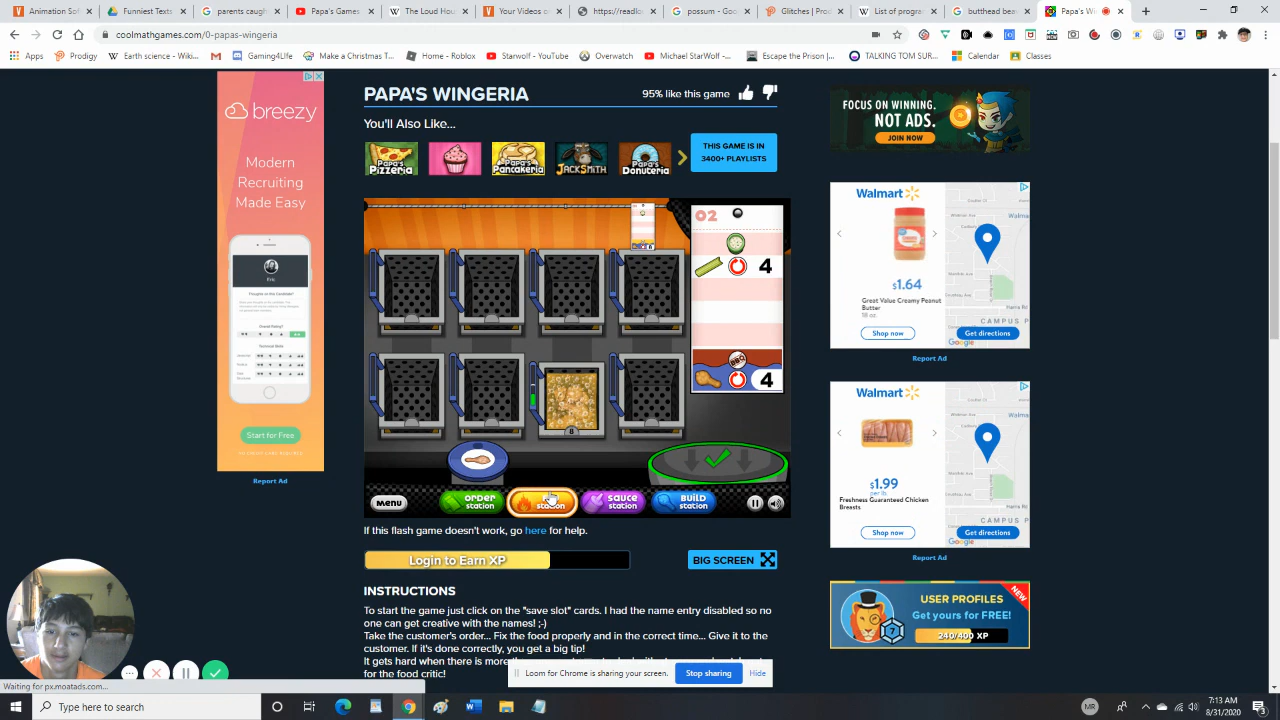 Animation Sof
Funniest Texts
parents caugh
Papa's Games
The Loud Hou
Your Videos o
https://reallo
possum - Goo
Glitches | Prod
List of progra
butthead bea
Papa's Wi
coolmathgames.com/0-papas-wingeria
Apps
Prodigy
Earth science - Wiki...
Gaming4Life
Make a Christmas T...
Home - Roblox
Starwolf - YouTube
Overwatch
Michael StarWolf -...
Escape the Prison |...
TALKING TOM SUR...
Calendar
Classes
PAPA'S WINGERIA
95% like this game
You'll Also Like...
Papa's Pizzeria
Papa's Pancakeria
JackSmith
Papa's Donuteria
THIS GAME IS IN
3400+ PLAYLISTS
FOCUS ON WINNING.
NOT ADS.
JOIN NOW
breezy
Modern
Recruiting
Made Easy
Start for Free
Report Ad
02
4
4
Menu
order station
station
sauce station
Build station
Walmart
$1.64
Great Value Creamy Peanut
Butter
18 oz.
Shop now
CAMPUS P
Google
Get directions
Report Ad
Walmart
$1.99
per lb
Freshness Guaranteed Chicken
Breasts
Shop now
CAMPUS P
Google
Get directions
Report Ad
If this flash game doesn't work, go here for help.
Login to Earn XP
BIG SCREEN
INSTRUCTIONS
To start the game just click on the "save slot" cards. I had the name entry disabled so no
one can get creative with the names! ;-)
Take the customer's order... Fix the food properly and in the correct time... Give it to the
customer. If it's done correctly, you get a big tip!
It gets hard when there is more
for the food critic!
NEW
USER PROFILES
Get yours for FREE!
7
240/400 XP
Loom for Chrome is sharing your screen.
Stop sharing
Hide
Waiting for px.moatads.com...
Type here to search
MR
7:13 AM
8/31/2020